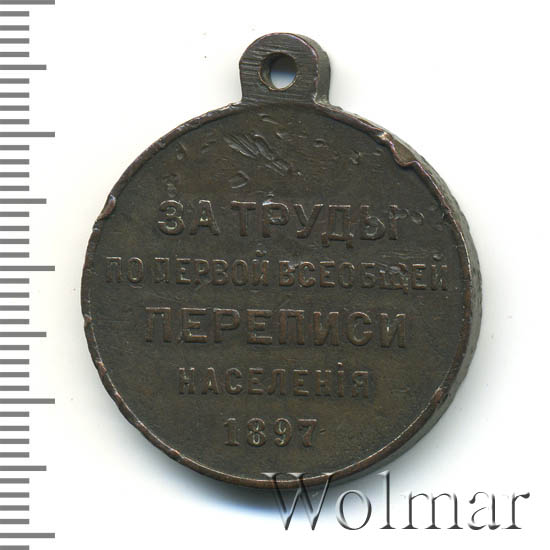 ЗА ТРУДЫ
ПО ПЕРВОЙ ВСЕОБЩЕЙ
ПЕРЕПИСИ
НАСЕЛЕНІЯ
1897
Wolmar